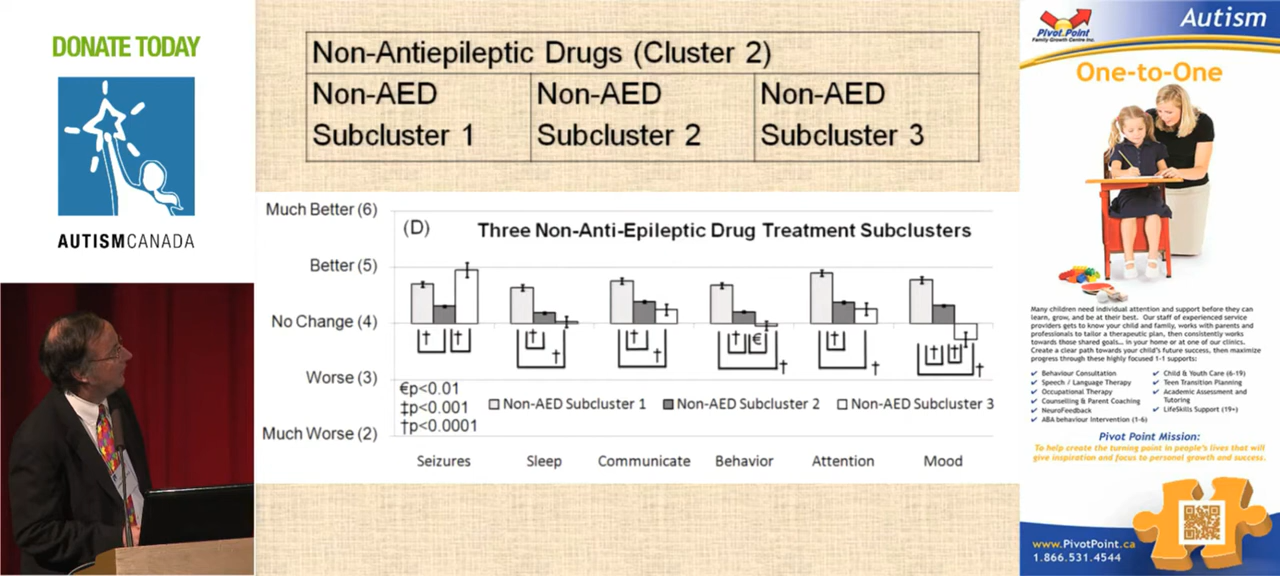 DONATE TODAY
AUTISMCANADA
Non-Antiepileptic Drugs (Cluster 2)
Non-AED Subcluster 1
Non-AED Subcluster 2
Non-AED Subcluster 3
(D) Three Non-Anti-Epileptic Drug Treatment Subclusters
Much Better (6)
Better (5)
No Change (4)
Worse (3)
Much Worse (2)
† †
† †
† †
† € †
† †
† ‡ †
€p<0.01
‡p<0.001
†p<0.0001
Non-AED Subcluster 1 Non-AED Subcluster 2 Non-AED Subcluster 3
Seizures Sleep Communicate Behavior Attention Mood
Pivot Point
Family Growth Centre Inc.
Autism
One-to-One
Many children need individual attention and support before they can
learn, grow, and be at their best. Our staff of experienced service
providers gets to know your child and family, works with parents and
professionals to tailor a therapeutic plan, then consistently works
towards those shared goals... in your home or at one of our clinics.
Create a clear path towards your child's future success, then maximize
progress through these highly focused 1-1 supports:
✔ Behaviour Consultation
✔ Speech / Language Therapy
✔ Occupational Therapy
✔ Counselling & Parent Coaching
✔ NeuroFeedback
✔ ABA behaviour intervention (1-6)
✔ Child & Youth Care (6-19)
✔ Teen Transition Planning
✔ Academic Assessment and
Tutoring
✔ LifeSkills Support (19+)
Pivot Point Mission:
To help create the turning point in people's lives that will
give inspiration and focus to personal growth and success.
www.PivotPoint.ca
1.866.531.4544